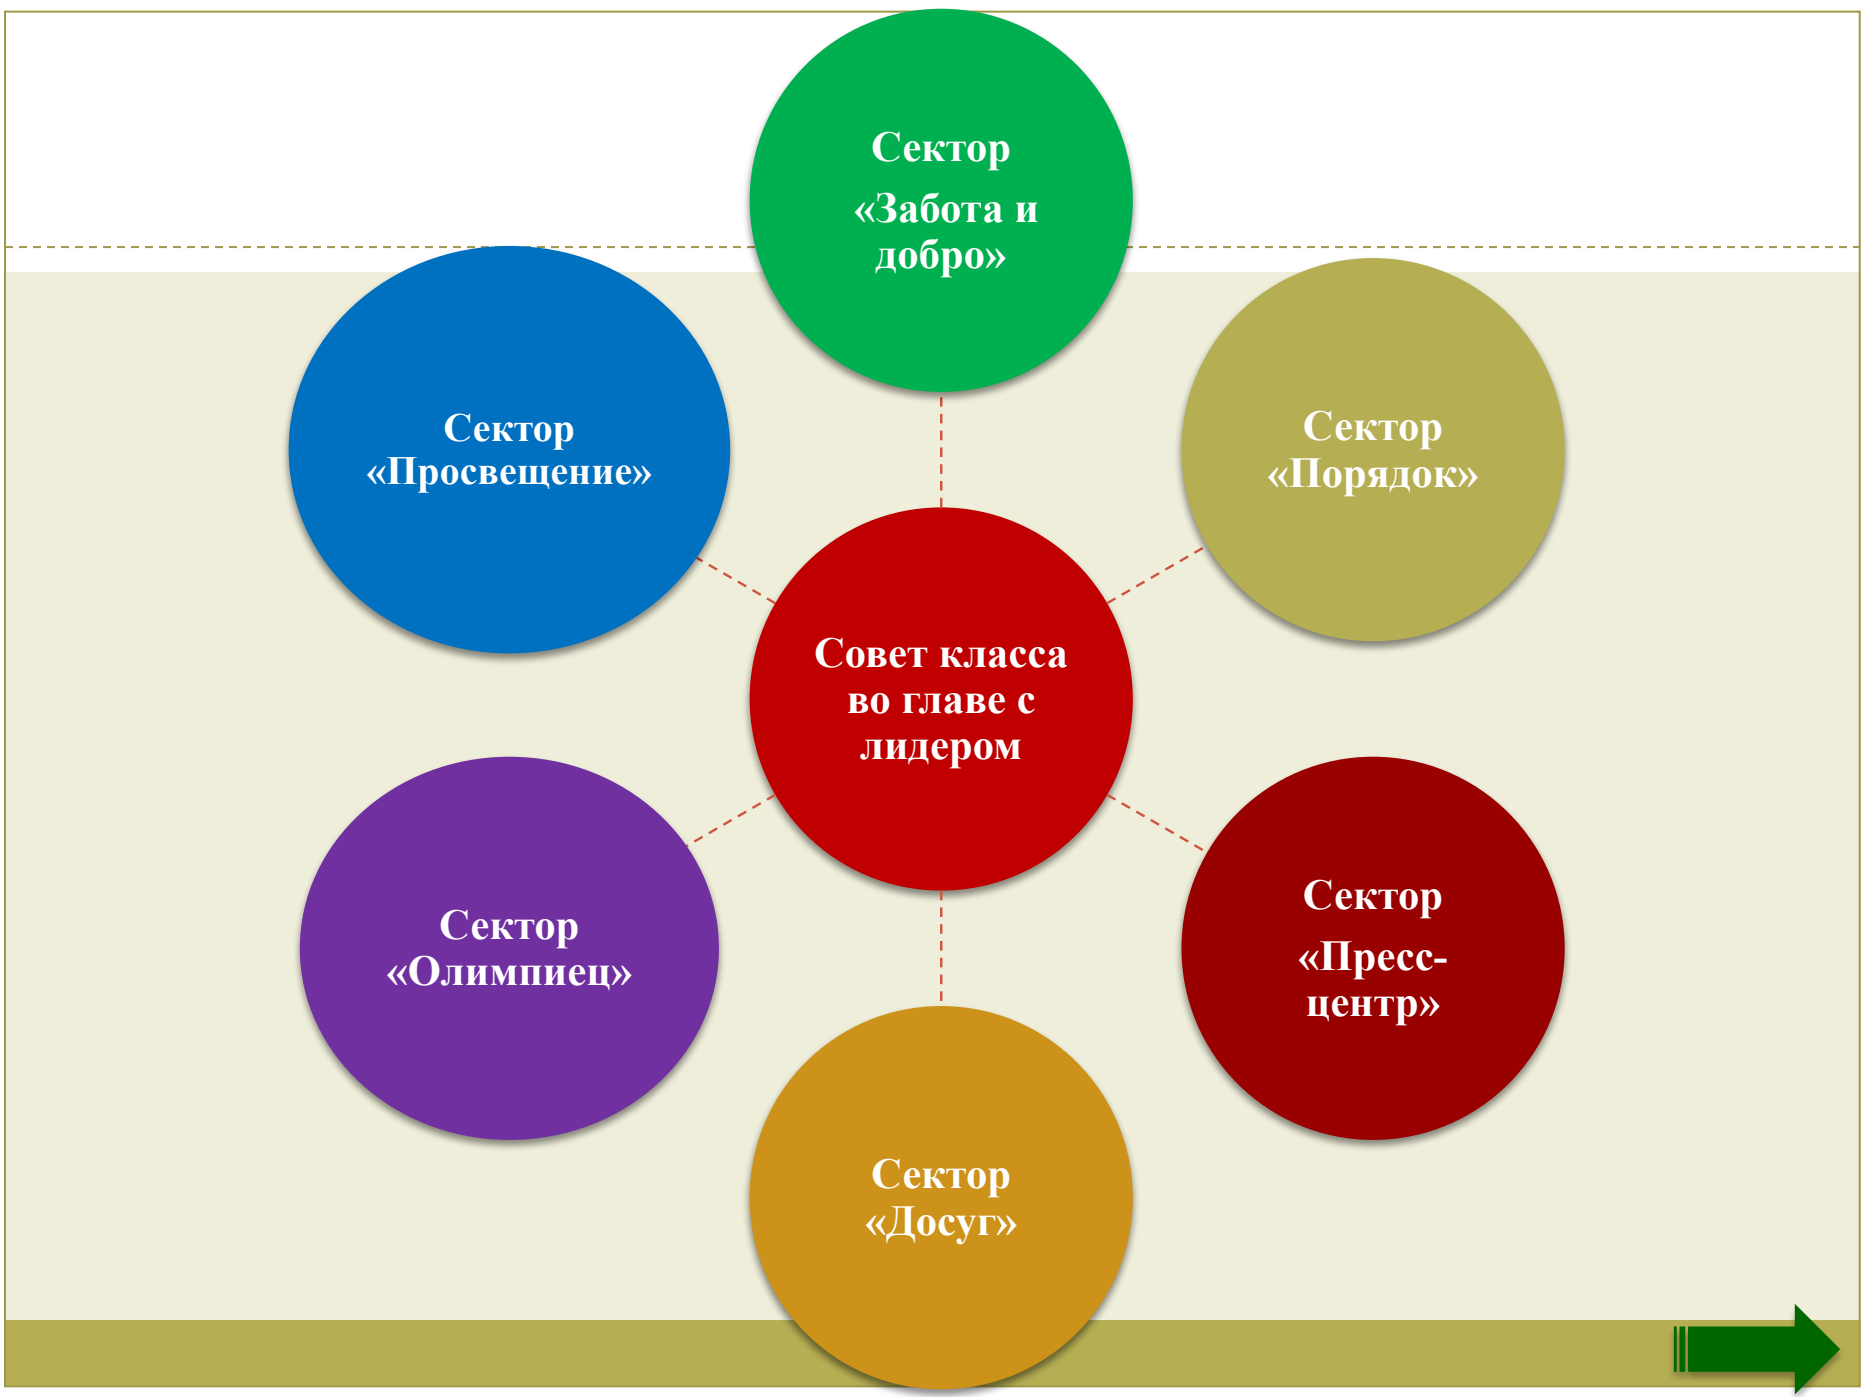 Сектор
«Забота и
добро»
Сектор
«Просвещение»
Сектор
«Порядок»
Совет класса
во главе с
лидером
Сектор
«Олимпиец»
Сектор
«Пресс-
центр»
Сектор
«Досуг»